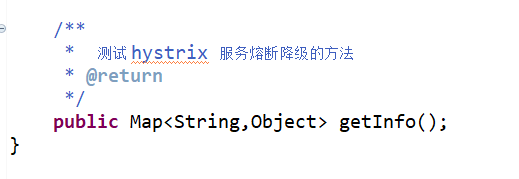 /**
* 测试 hystrix 服务熔断降级的方法
* @return
*/
public Map<String,Object> getInfo();
}